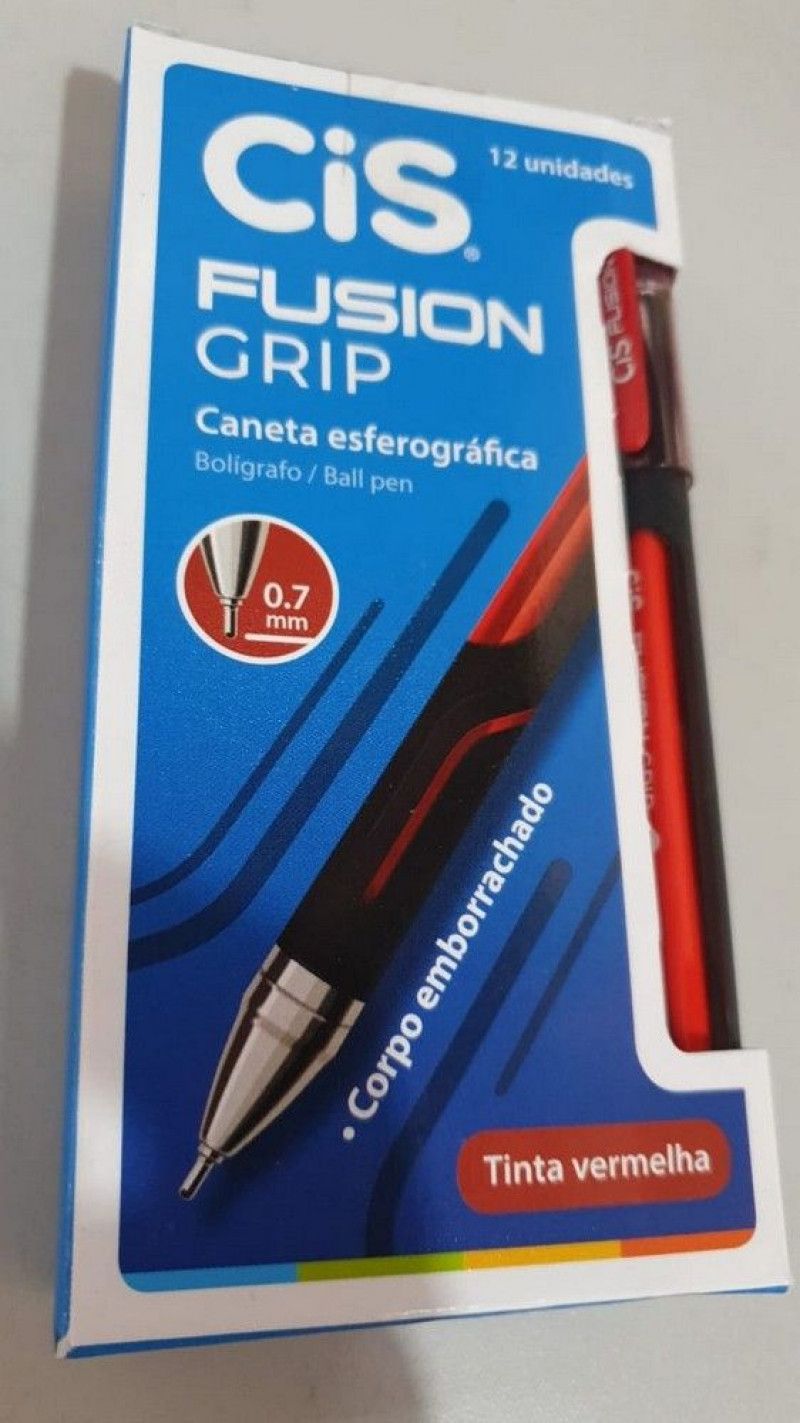 CiS®
12 unidades
FUSION
GRIP
Caneta esferográfica
Bolígrafo / Ball pen
0.7
mm
• Corpo emborrachado
Tinta vermelha
CiS FUSION